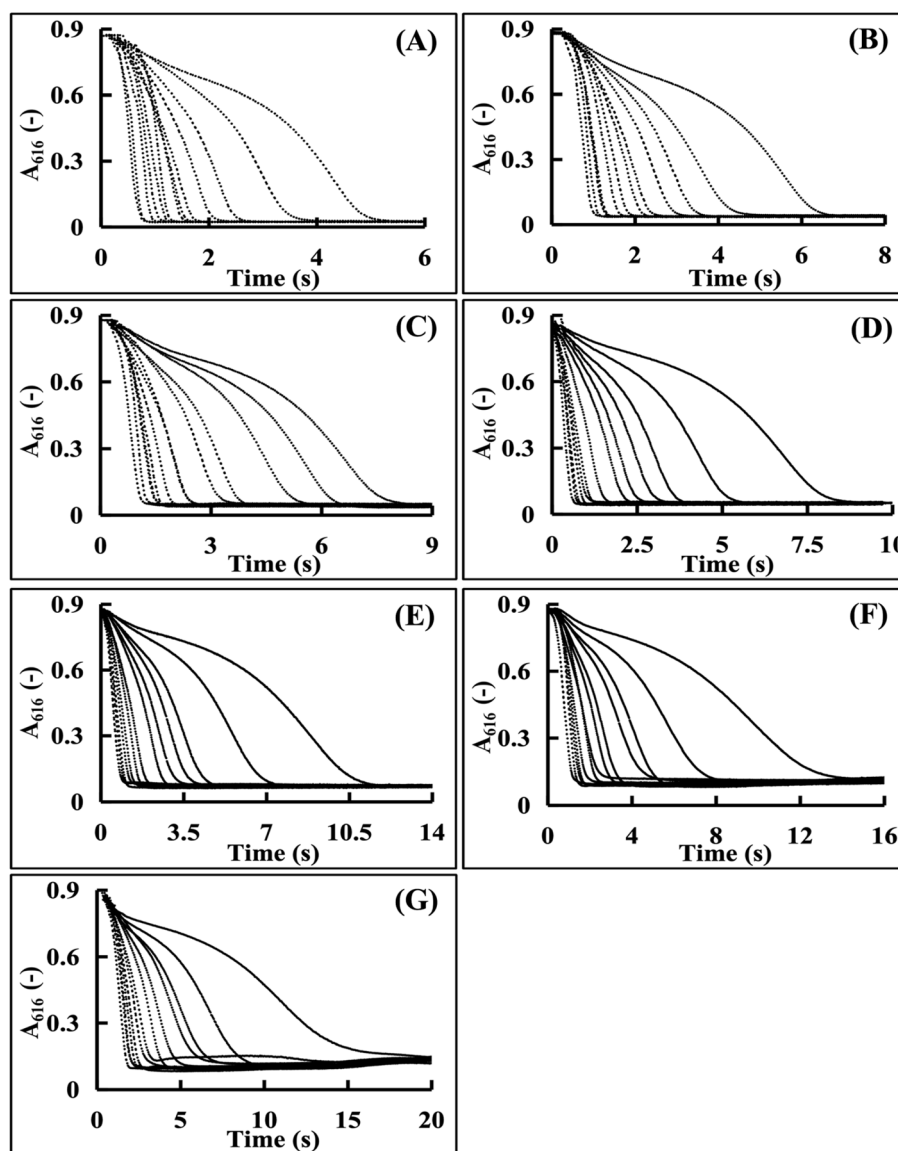 (A)
0.9
0.6
0.3
0
A616 (-)
0 2 4 6
Time (s)
(B)
0.9
0.6
0.3
0
A616 (-)
0 2 4 6 8
Time (s)
(C)
0.9
0.6
0.3
0
A616 (-)
0 3 6 9
Time (s)
(D)
0.9
0.6
0.3
0
A616 (-)
0 2.5 5 7.5 10
Time (s)
(E)
0.9
0.6
0.3
0
A616 (-)
0 3.5 7 10.5 14
Time (s)
(F)
0.9
0.6
0.3
0
A616 (-)
0 4 8 12 16
Time (s)
(G)
0.9
0.6
0.3
0
A616 (-)
0 5 10 15 20
Time (s)